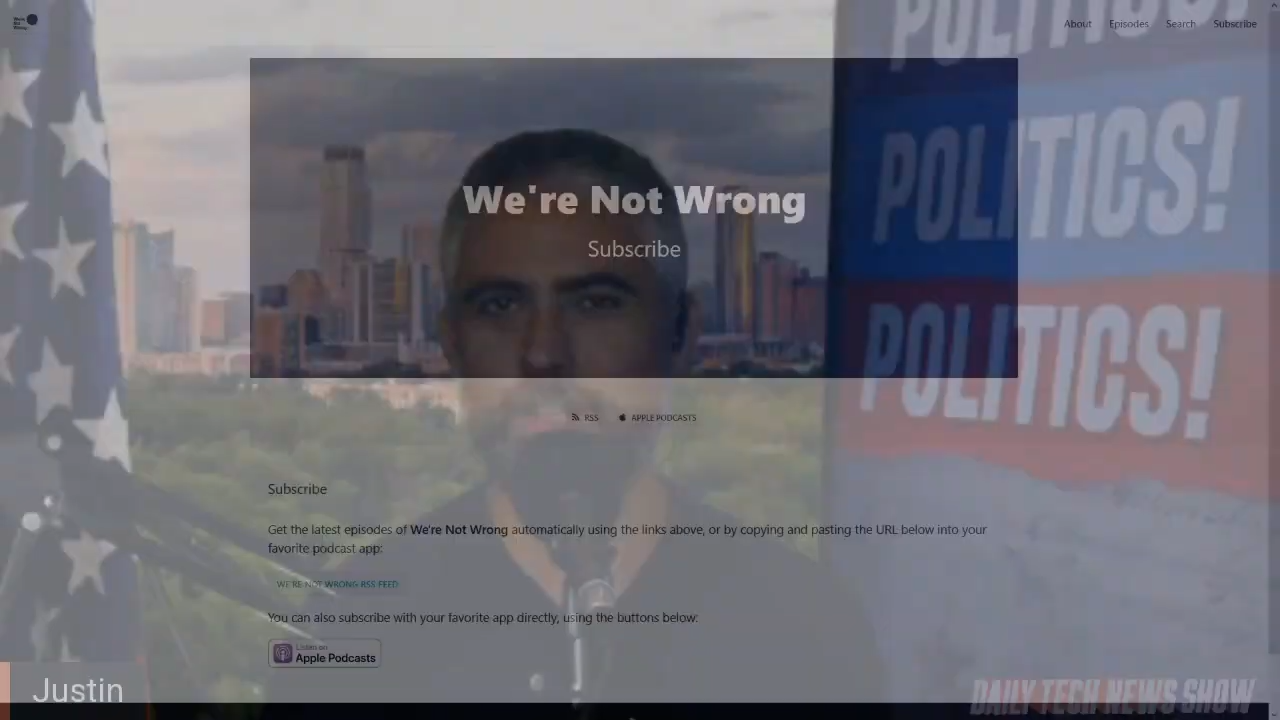 About Episodes Search Subscribe
POLITICS!
POLITICS!
POLITICS!
We're Not Wrong
Subscribe
RSS APPLE PODCASTS
Subscribe
Get the latest episodes of We're Not Wrong automatically using the links above, or by copying and pasting the URL below into your
favorite podcast app:
WE'RE NOT WRONG RSS FEED
You can also subscribe with your favorite app directly, using the buttons below:
Listen on
Apple Podcasts
Justin
DAILY TECH NEWS SHOW